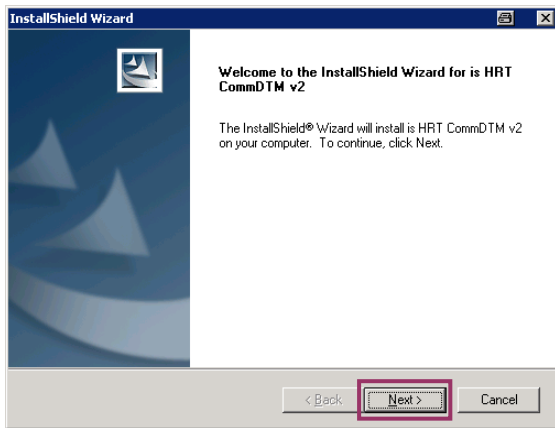 InstallShield Wizard
Welcome to the InstallShield Wizard for is HRT
CommDTM v2
The InstallShield® Wizard will install is HRT CommDTM v2
on your computer. To continue, click Next.
< Back
Next >
Cancel